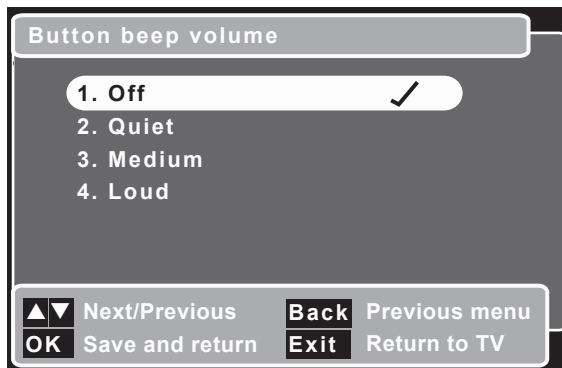 Button beep volume
1. Off ✓
2. Quiet
3. Medium
4. Loud
▲▼ Next/Previous Back Previous menu
OK Save and return Exit Return to TV